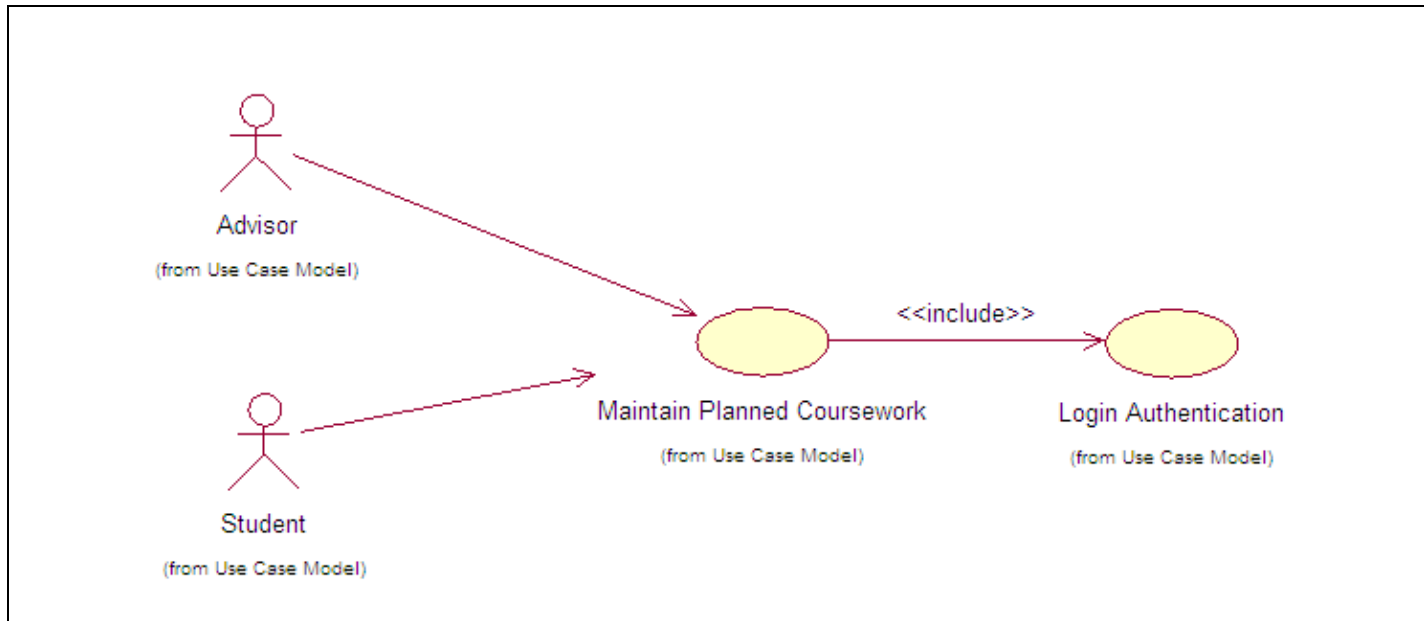 Advisor
(from Use Case Model)
<<include>>
Maintain Planned Coursework
(from Use Case Model)
Login Authentication
(from Use Case Model)
Student
(from Use Case Model)